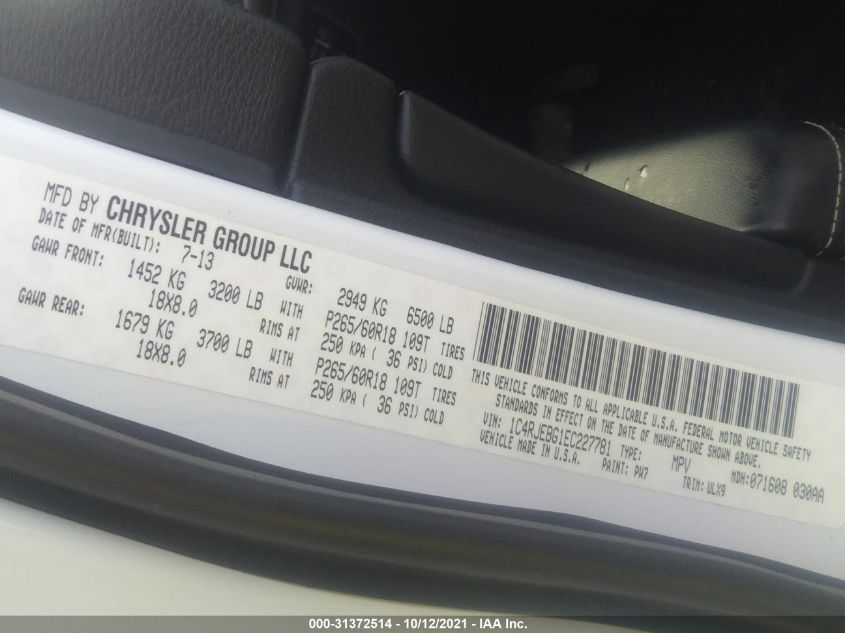 MFD BY CHRYSLER GROUP LLC
DATE OF MFR(BUILT): 7-13 GVWR: 2949 KG 6500 LB
GAWR FRONT: 1452 KG 3200 LB WITH P265/60R18 109T TIRES
18X8.0 RIMS AT 250 KPA ( 36 PSI) COLD
GAWR REAR: 1679 KG 3700 LB WITH P265/60R18 109T TIRES
18X8.0 RIMS AT 250 KPA ( 36 PSI) COLD
THIS VEHICLE CONFORMS TO ALL APPLICABLE U.S.A. FEDERAL MOTOR VEHICLE SAFETY
STANDARDS IN EFFECT ON THE DATE OF MANUFACTURE SHOWN ABOVE.
VIN: 1C4RJEBG1EC227781 TYPE: MPV MDH:071608 030AA
VEHICLE MADE IN U.S.A. PAINT: PW7 TRIM: ULX9
000-31372514 - 10/12/2021 - IAA Inc.